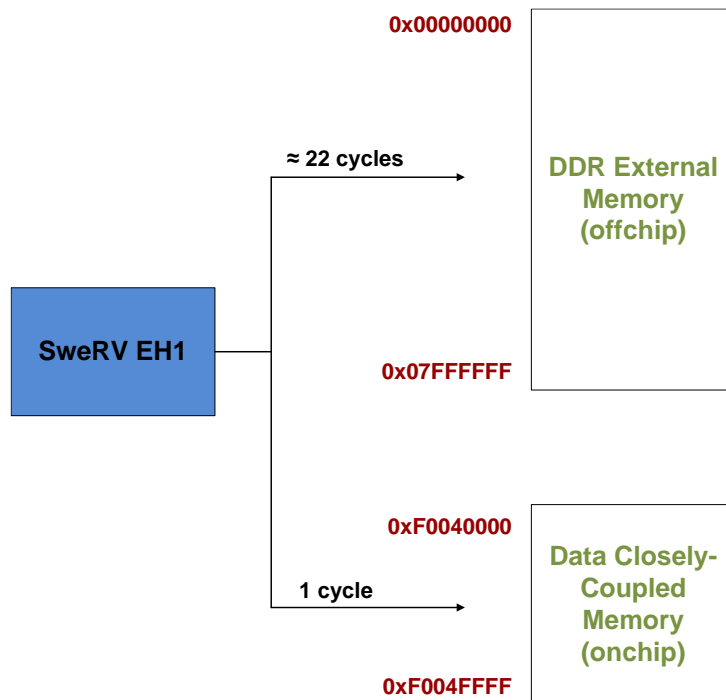 0x00000000
≈ 22 cycles
DDR External
Memory
(offchip)
SweRV EH1
0x07FFFFFF
0xF0040000
Data Closely-
Coupled
Memory
(onchip)
1 cycle
0xF004FFFF